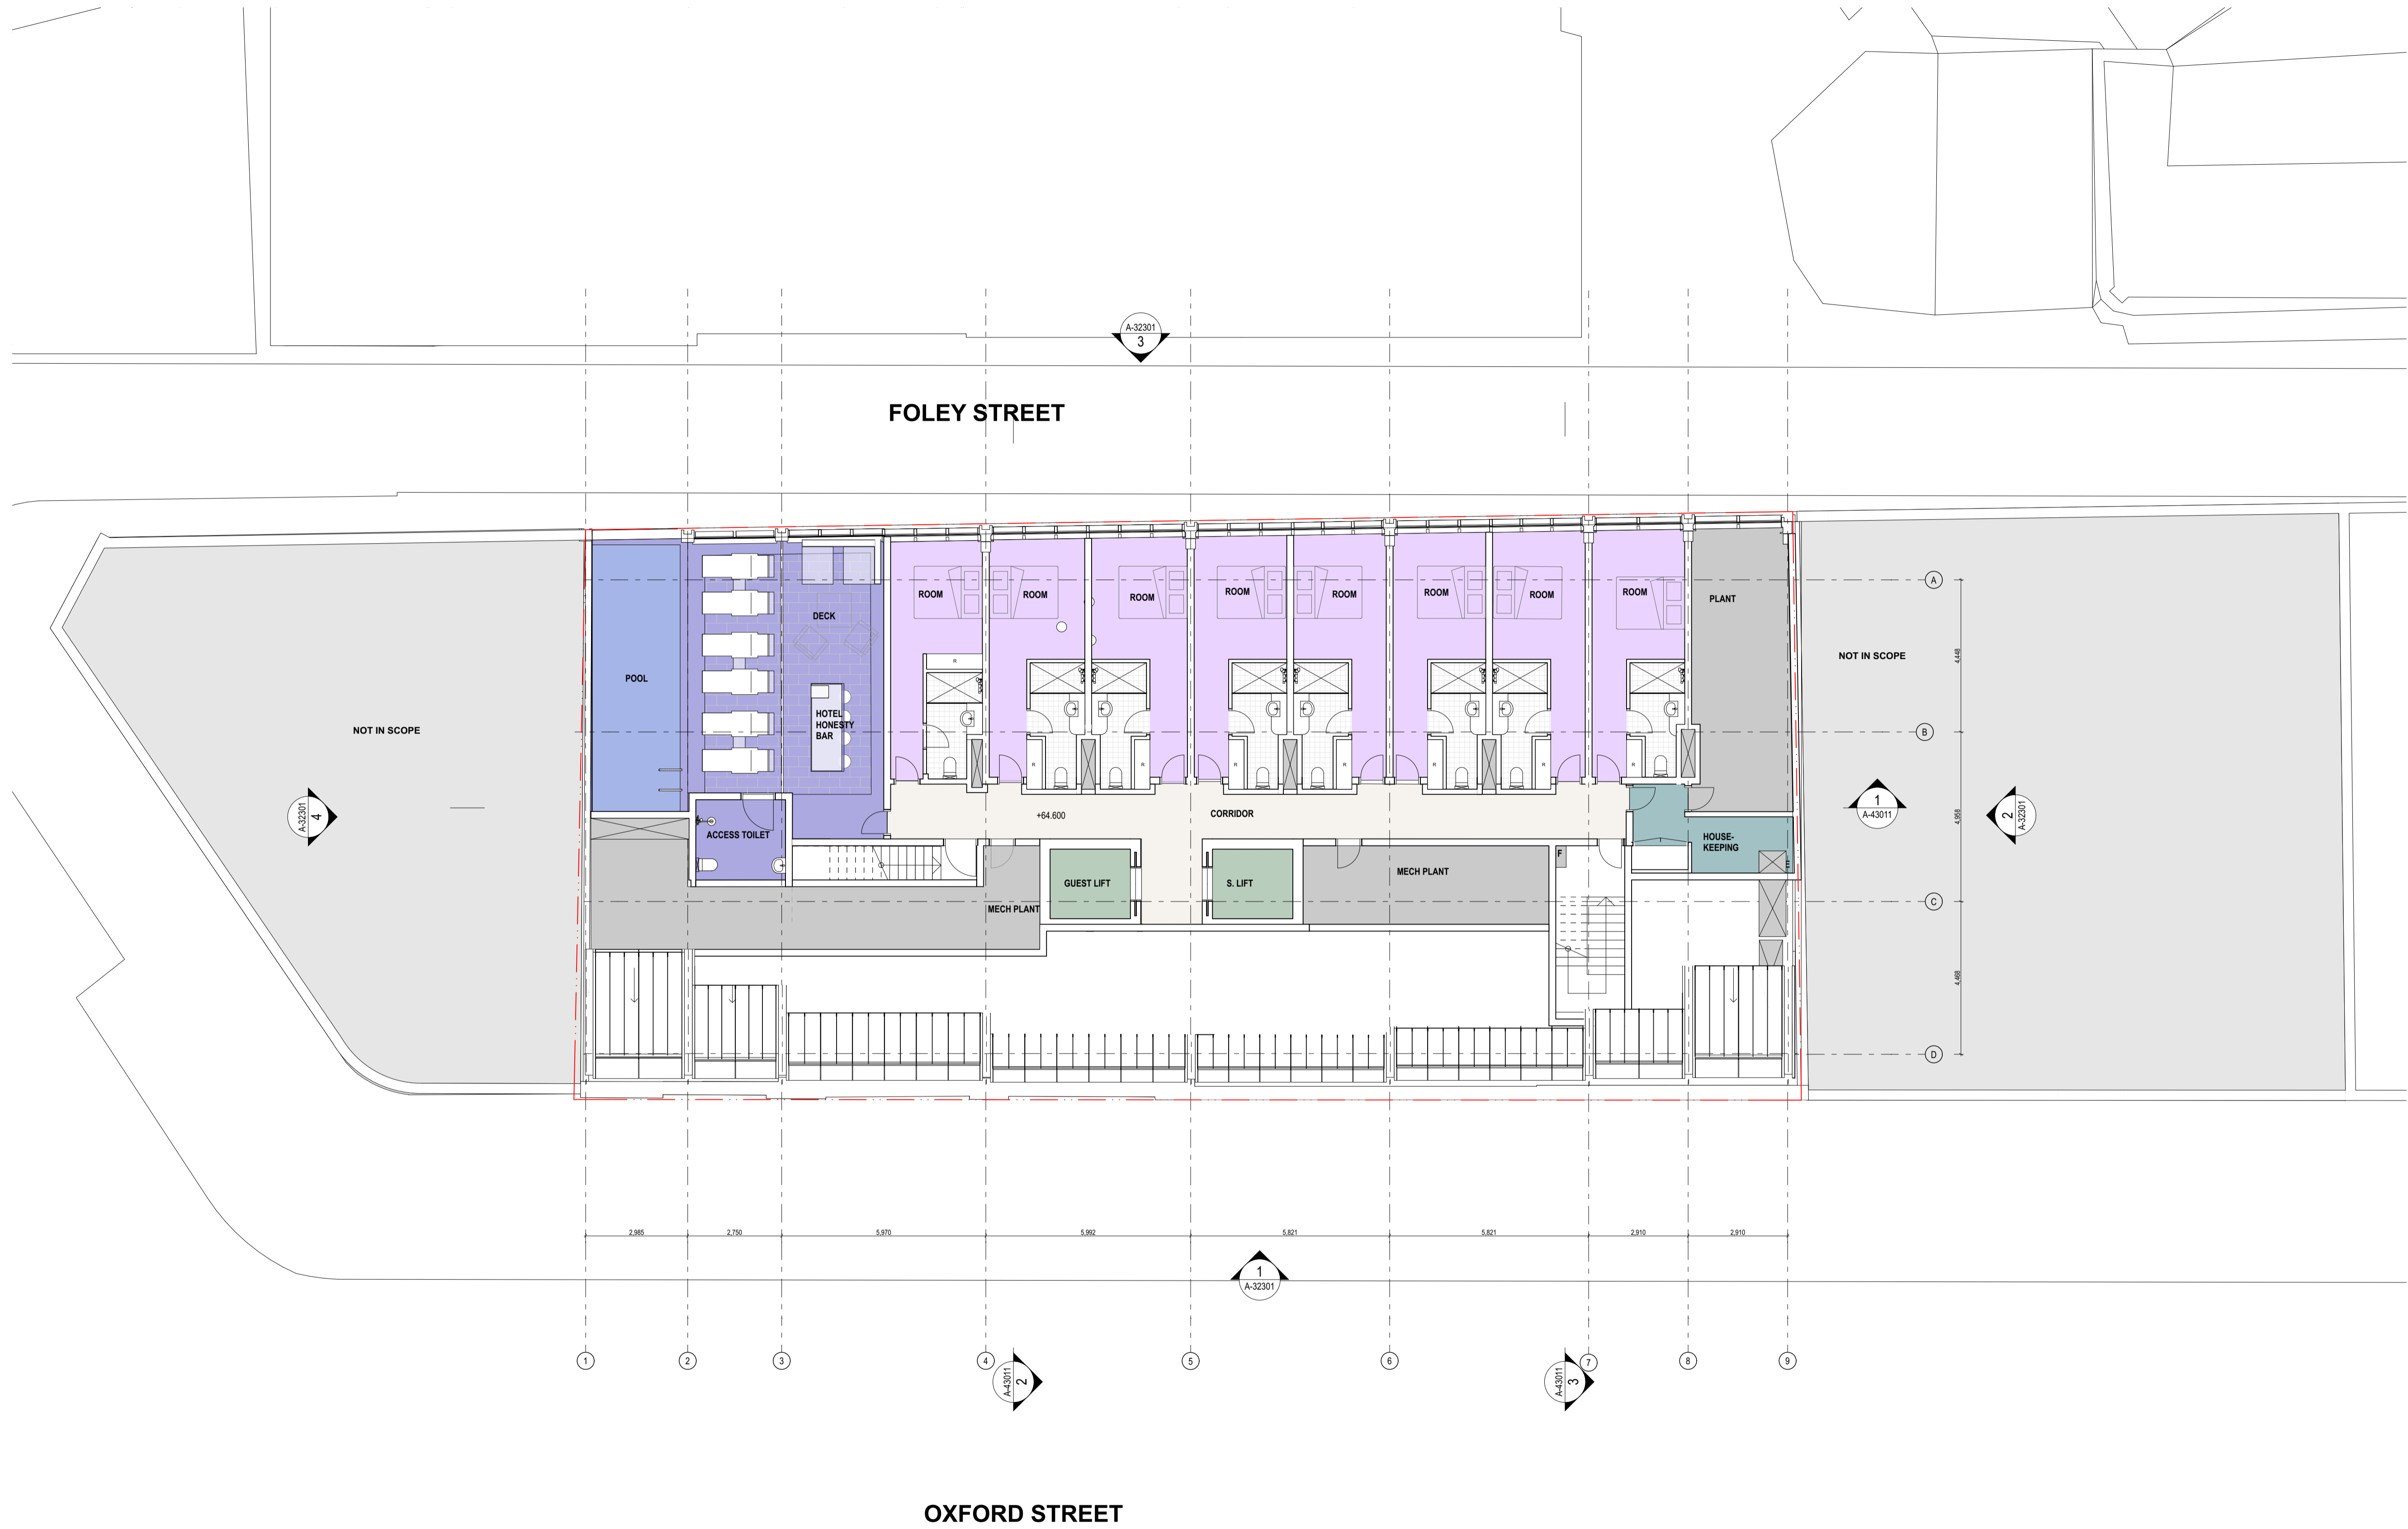 A-32301
3
FOLEY STREET
A
ROOM
ROOM
ROOM
ROOM
ROOM
ROOM
ROOM
ROOM
PLANT
DECK
NOT IN SCOPE
4,448
POOL
R
HOTEL
HONESTY
BAR
NOT IN SCOPE
B
R
R
R
R
R
R
R
A-32301
4
+64.600
CORRIDOR
1
A-43011
2
A-32301
4,958
ACCESS TOILET
HOUSE-
KEEPING
F
GUEST LIFT
S. LIFT
MECH PLANT
C
MECH PLANT
4,468
D
2,985
2,750
5,970
5,992
5,821
5,821
2,910
2,910
1
A-32301
1
2
3
4
5
6
7
8
9
A-43011
2
A-43011
3
OXFORD STREET